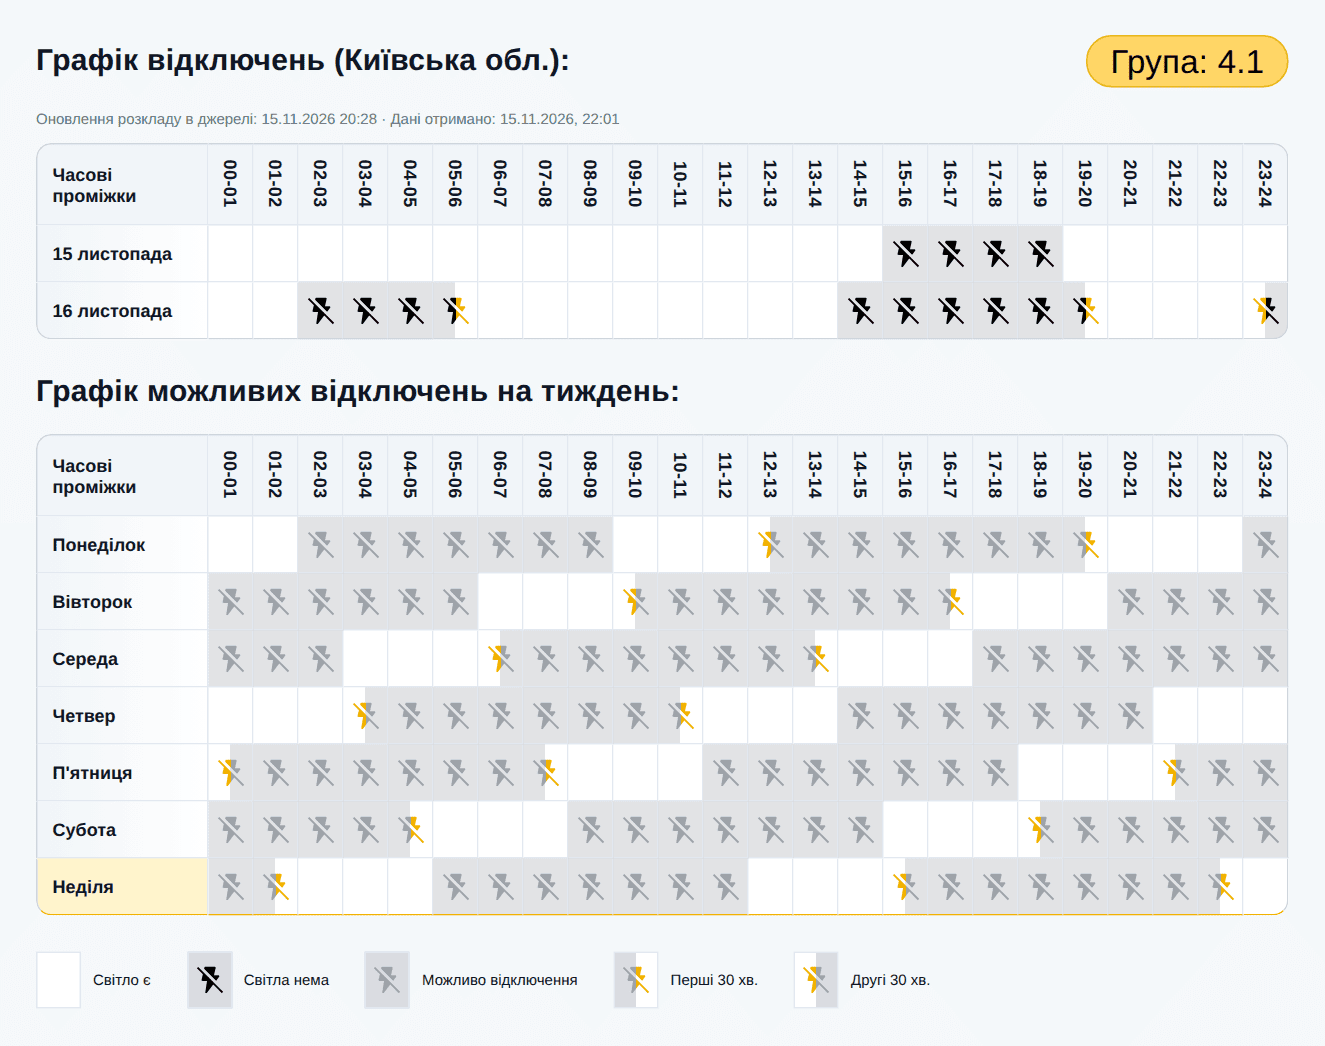 Графік відключень (Київська обл.):
Група: 4.1
Оновлення розкладу в джерелі: 15.11.2026 20:28 · Дані отримано: 15.11.2026, 22:01
Часові проміжки 00-01 01-02 02-03 03-04 04-05 05-06 06-07 07-08 08-09 09-10 10-11 11-12 12-13 13-14 14-15 15-16 16-17 17-18 18-19 19-20 20-21 21-22 22-23 23-24
15 листопада
16 листопада
Графік можливих відключень на тиждень:
Часові проміжки 00-01 01-02 02-03 03-04 04-05 05-06 06-07 07-08 08-09 09-10 10-11 11-12 12-13 13-14 14-15 15-16 16-17 17-18 18-19 19-20 20-21 21-22 22-23 23-24
Понеділок
Вівторок
Середа
Четвер
П'ятниця
Субота
Неділя
Світло є Світла нема Можливо відключення Перші 30 хв. Другі 30 хв.